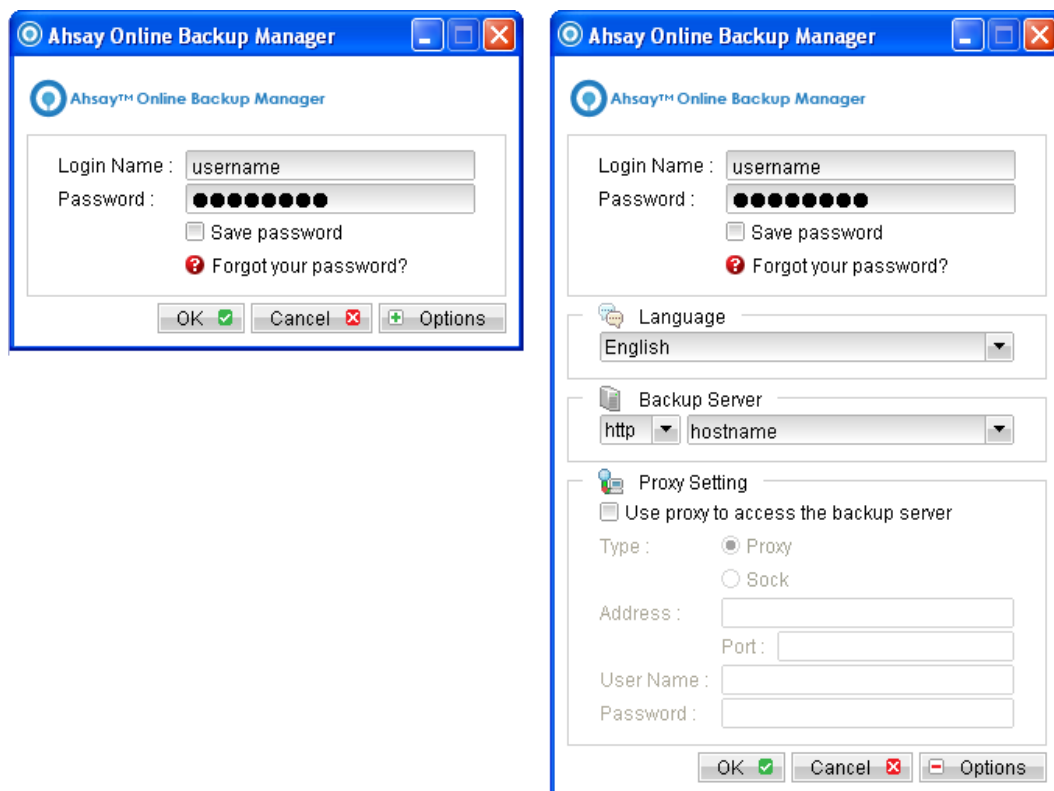 Ahsay Online Backup Manager
Ahsay™ Online Backup Manager
Login Name : username
Password : ●●●●●●●●
Save password
Forgot your password?
OK Cancel Options
Ahsay Online Backup Manager
Ahsay™ Online Backup Manager
Login Name : username
Password : ●●●●●●●●
Save password
Forgot your password?
Language
English
Backup Server
http hostname
Proxy Setting
Use proxy to access the backup server
Type : Proxy
Sock
Address :
Port :
User Name :
Password :
OK Cancel Options